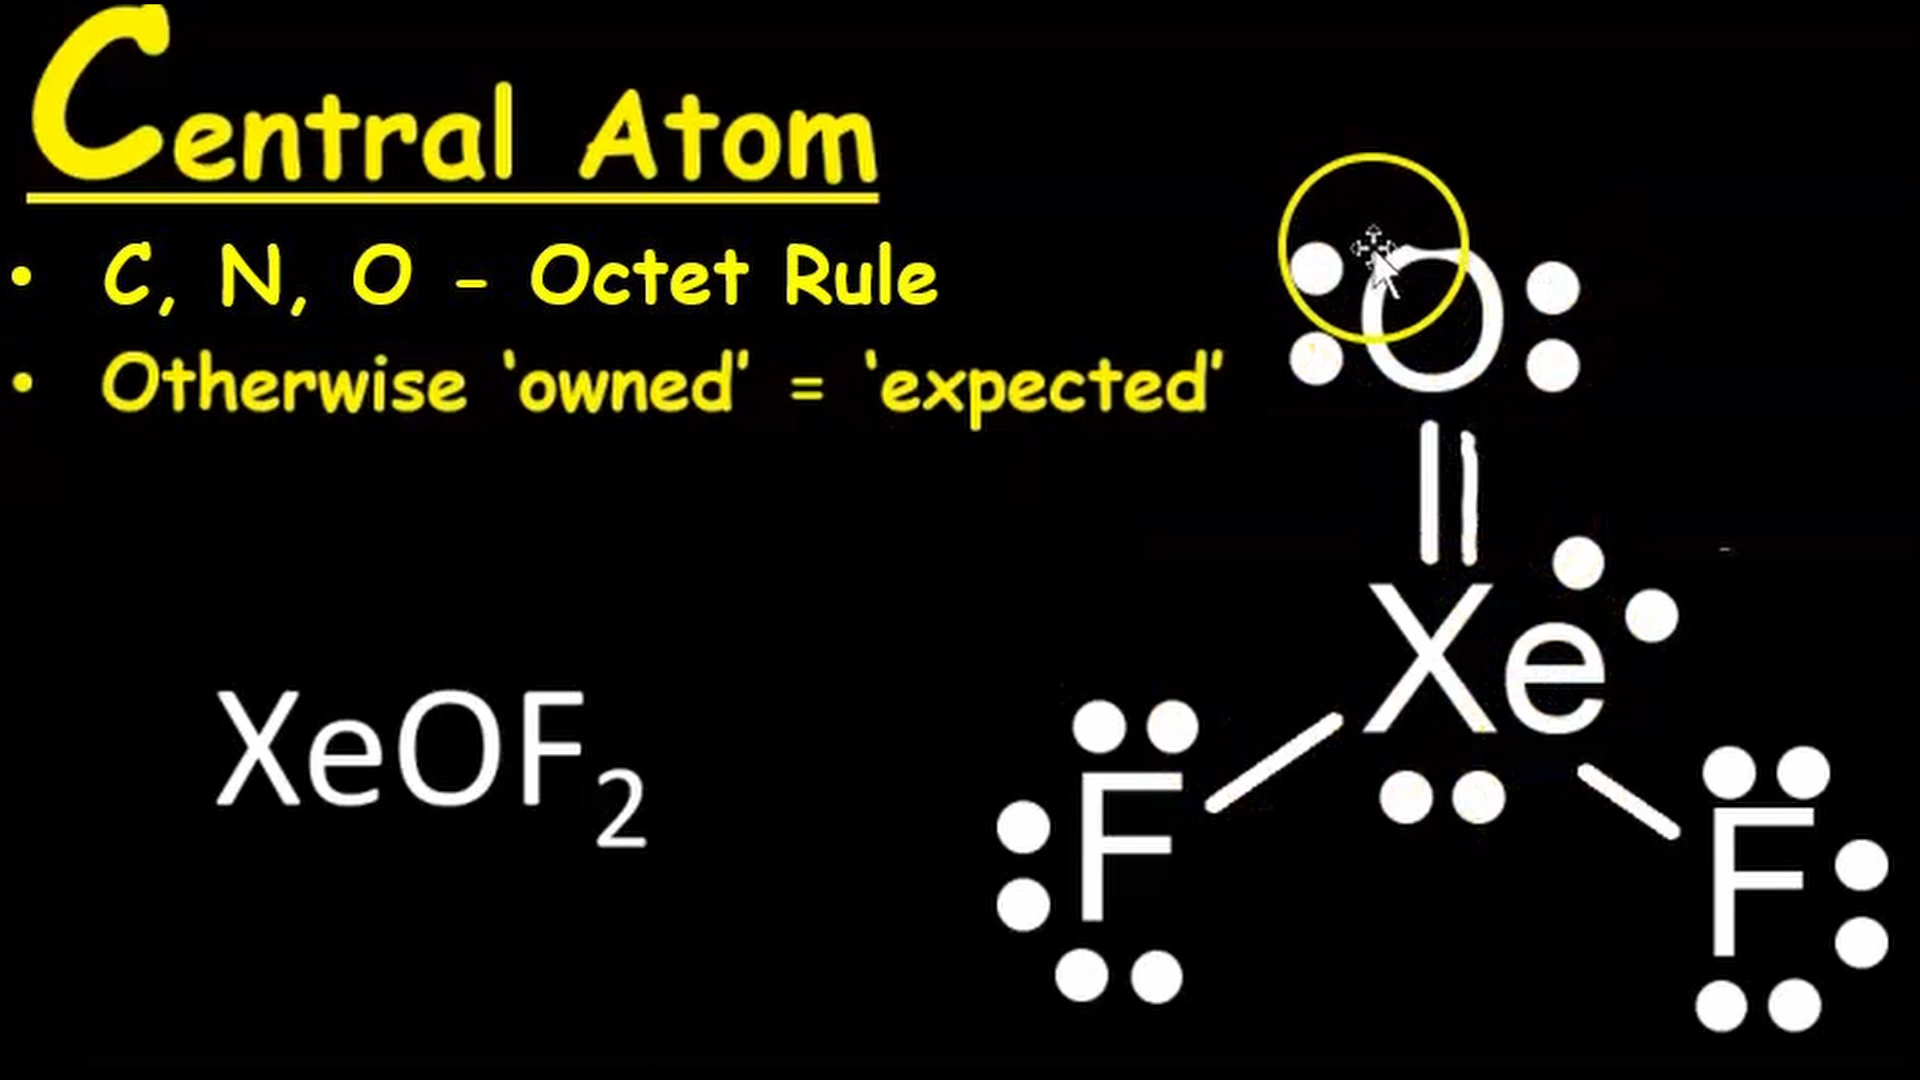 Central Atom
• C, N, O - Octet Rule
• Otherwise 'owned' = 'expected'
O
Xe
XeOF₂
F
F